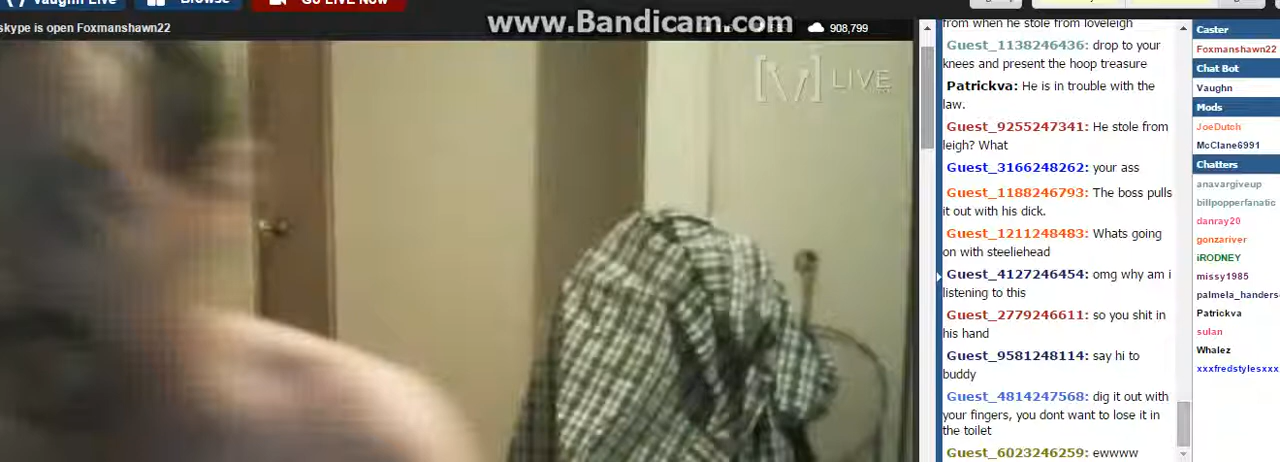 Vaughn Live
Browse
GO LIVE NOW
www.Bandicam.com
skype is open Foxmanshawn22
908,799
[V] LIVE
from when he stole from loveleigh
Guest_1138246436: drop to your
knees and present the hoop treasure
Patrickva: He is in trouble with the
law.
Guest_9255247341: He stole from
leigh? What
Guest_3166248262: your ass
Guest_1188246793: The boss pulls
it out with his dick.
Guest_1211248483: Whats going
on with steeliehead
Guest_4127246454: omg why am i
listening to this
Guest_2779246611: so you shit in
his hand
Guest_9581248114: say hi to
buddy
Guest_4814247568: dig it out with
your fingers, you dont want to lose it in
the toilet
Guest_6023246259: ewwww
Caster
Foxmanshawn22
Chat Bot
Vaughn
Mods
JoeDutch
McClane6991
Chatters
anavargiveup
billpopperfanatic
danray20
gonzariver
iRODNEY
missy1985
palmela_anders
Patrickva
sulan
Whalez
xxxfredstylesxxx